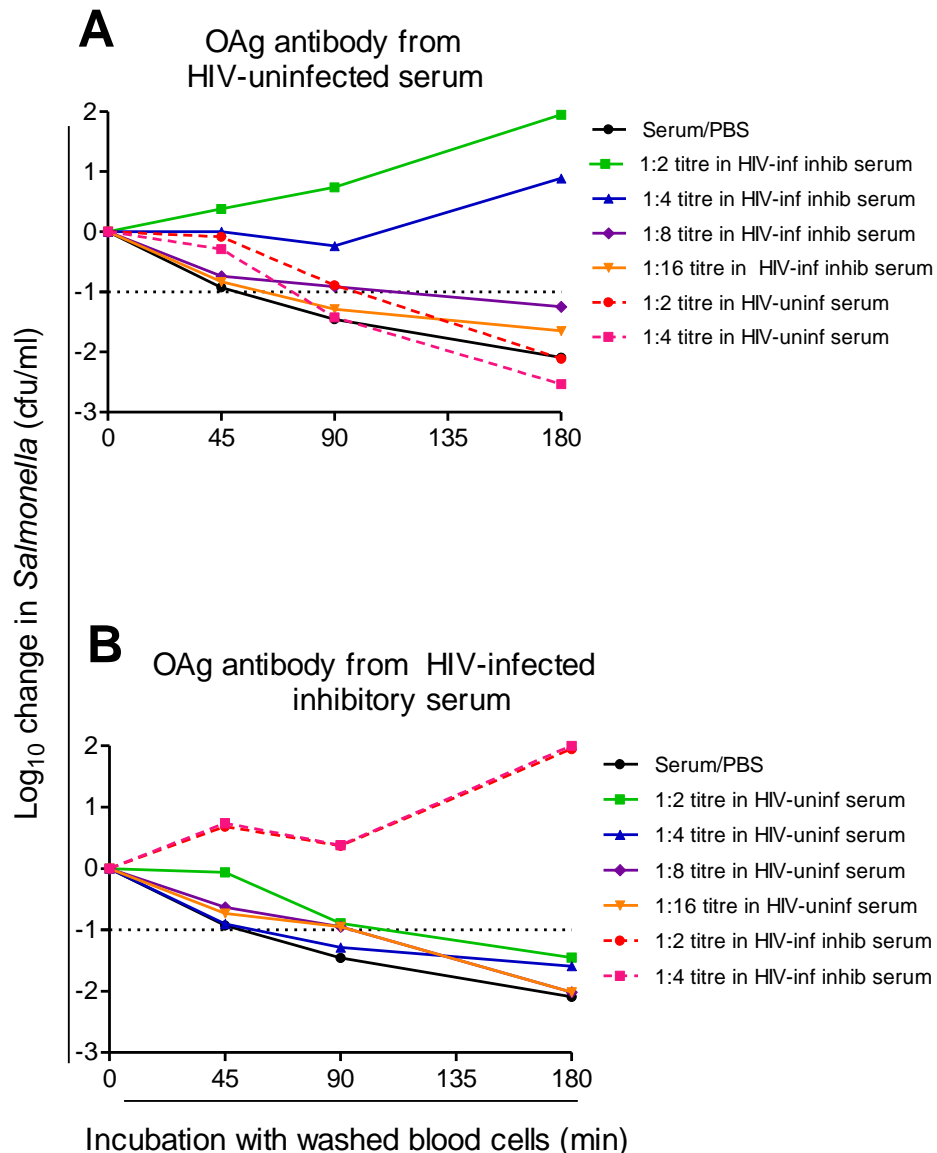 A
OAg antibody from
HIV-uninfected serum
2
1
0
-1
-2
-3
0 45 90 135 180
Serum/PBS
1:2 titre in HIV-inf inhib serum
1:4 titre in HIV-inf inhib serum
1:8 titre in HIV-inf inhib serum
1:16 titre in HIV-inf inhib serum
1:2 titre in HIV-uninf serum
1:4 titre in HIV-uninf serum
Log₁₀ change in Salmonella (cfu/ml)
B
OAg antibody from HIV-infected
inhibitory serum
2
1
0
-1
-2
-3
0 45 90 135 180
Serum/PBS
1:2 titre in HIV-uninf serum
1:4 titre in HIV-uninf serum
1:8 titre in HIV-uninf serum
1:16 titre in HIV-uninf serum
1:2 titre in HIV-inf inhib serum
1:4 titre in HIV-inf inhib serum
Incubation with washed blood cells (min)